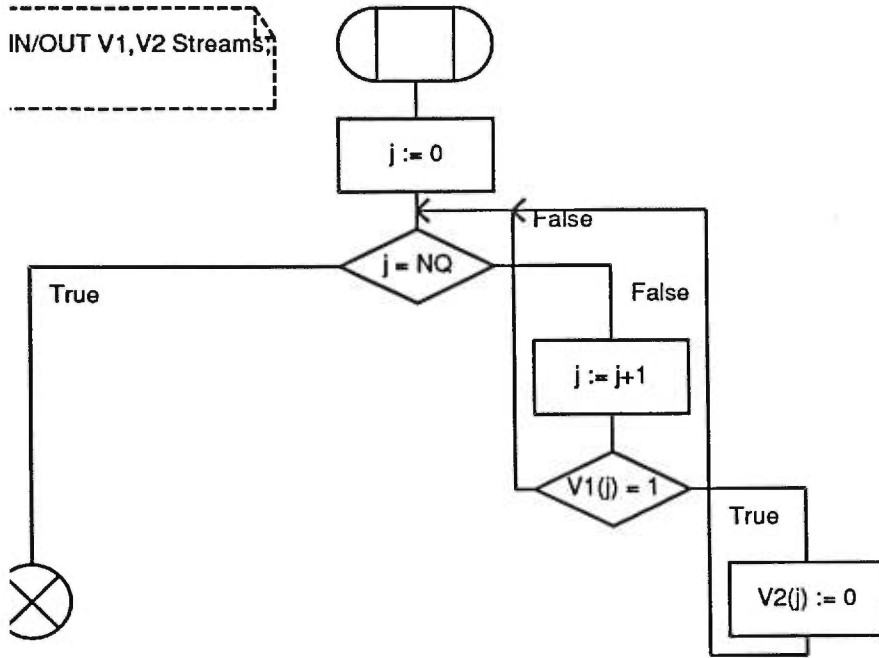 IN/OUT V1,V2 Streams;
j := 0
False
j = NQ
True
False
j := j+1
V1(j) = 1
True
V2(j) := 0